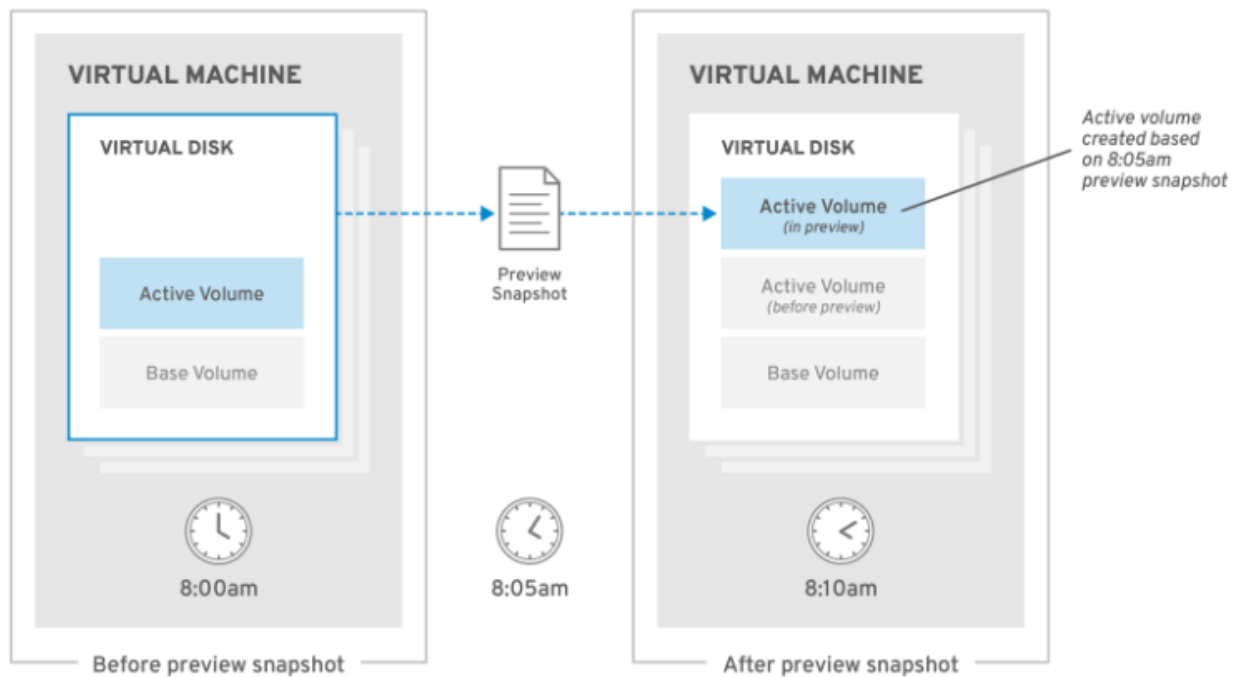 VIRTUAL MACHINE
VIRTUAL DISK
Active Volume
Base Volume
8:00am
Before preview snapshot
Preview
Snapshot
8:05am
VIRTUAL MACHINE
VIRTUAL DISK
Active Volume
(in preview)
Active Volume
(before preview)
Base Volume
8:10am
After preview snapshot
Active volume
created based
on 8:05am
preview snapshot